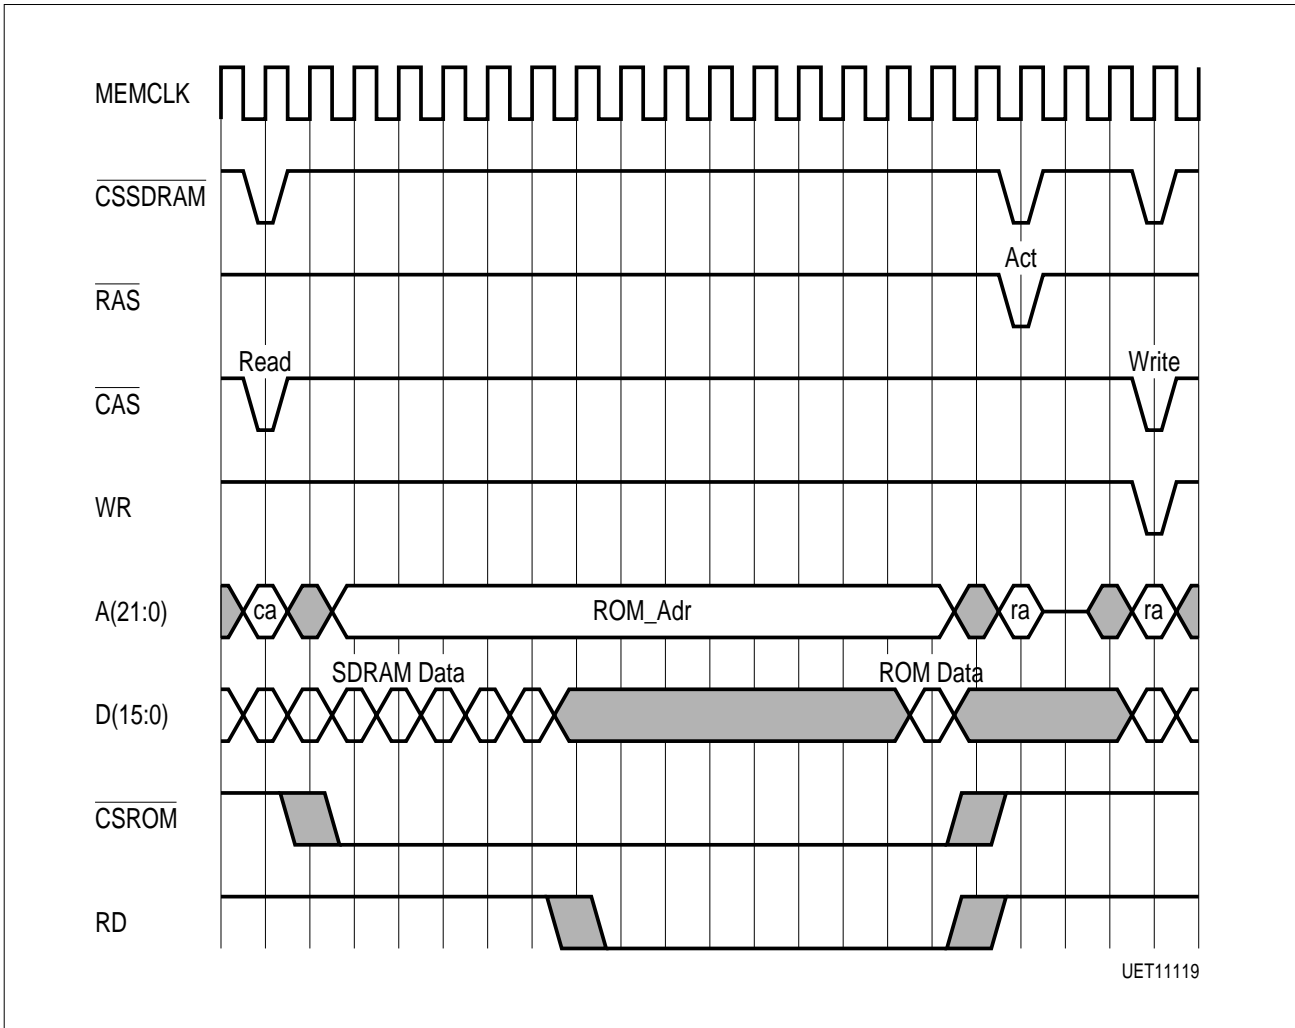 MEMCLK
CSSDRAM
Act
RAS
Read
Write
CAS
WR
A(21:0)
ca
ROM_Adr
ra
ra
SDRAM Data
ROM Data
D(15:0)
CSROM
RD
UET11119